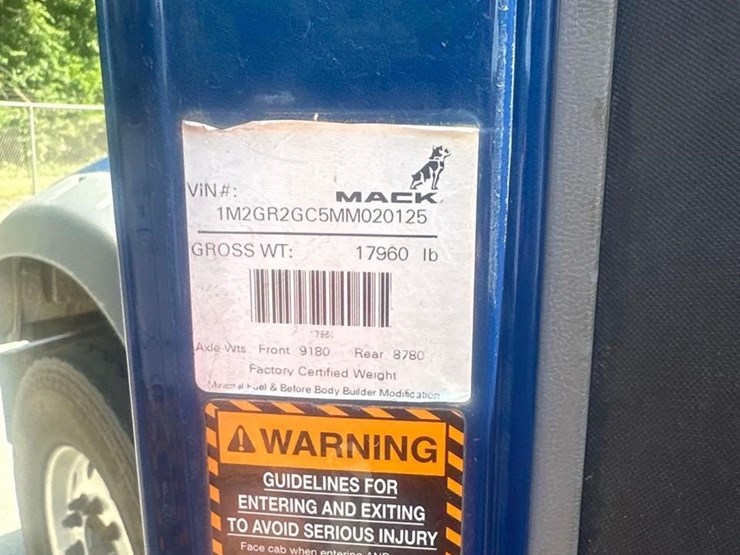 VIN#:
MACK
1M2GR2GC5MM020125
GROSS WT: 17960 lb
Axle Wts Front 9180 Rear 8780
Factory Certified Weight
Fuel & Before Body Builder Modification
WARNING
GUIDELINES FOR
ENTERING AND EXITING
TO AVOID SERIOUS INJURY
Face cab when entering AND